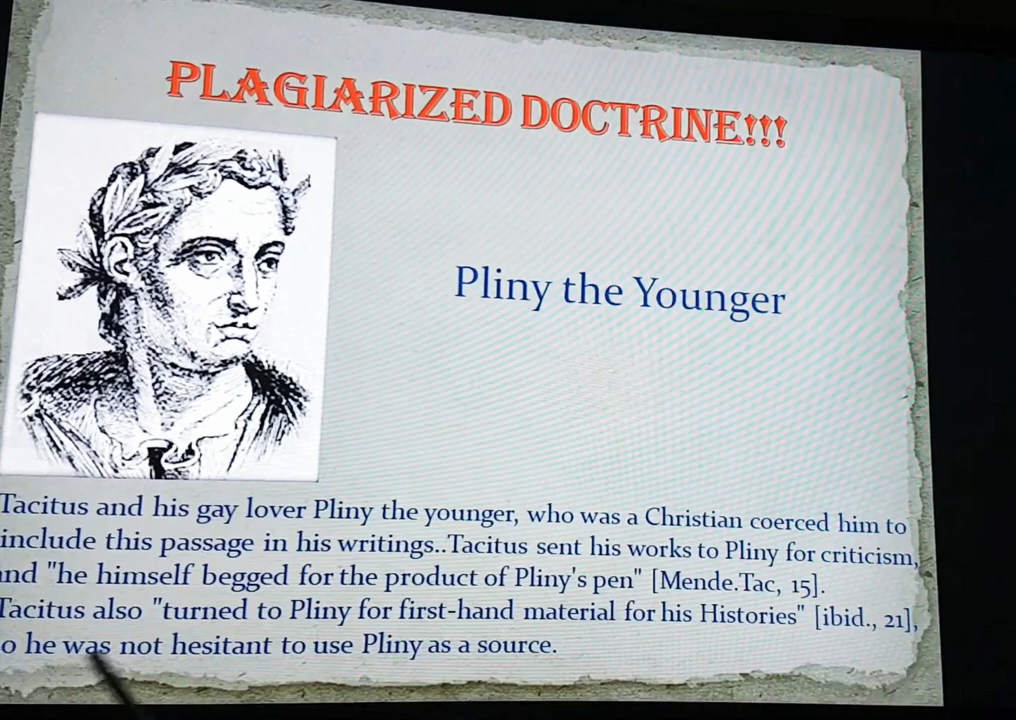 PLAGIARIZED DOCTRINE!!!
Pliny the Younger
Tacitus and his gay lover Pliny the younger, who was a Christian coerced him to
include this passage in his writings..Tacitus sent his works to Pliny for criticism,
nd "he himself begged for the product of Pliny's pen" [Mende.Tac, 15].
Tacitus also "turned to Pliny for first-hand material for his Histories" [ibid., 21],
o he was not hesitant to use Pliny as a source.